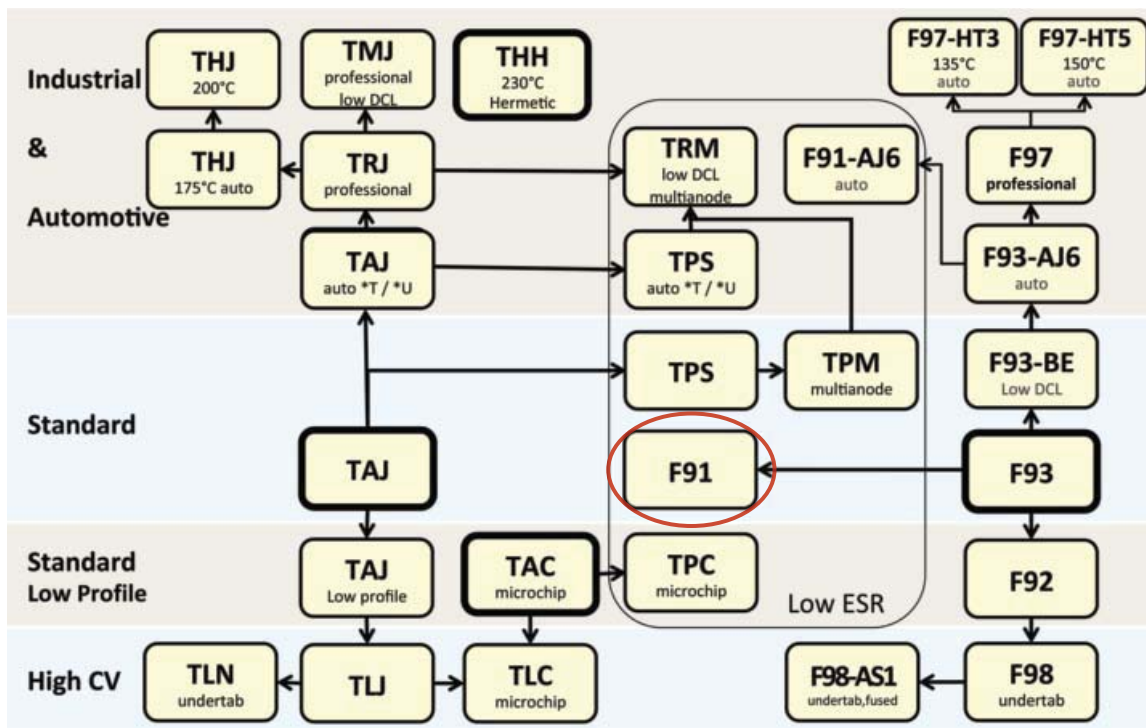 Industrial
&
Automotive
THJ
200°C
TMJ
professional
low DCL
THH
230°C
Hermetic
F97-HT3
135°C
auto
F97-HT5
150°C
auto
THJ
175°C auto
TRJ
professional
TRM
low DCL
multianode
F91-AJ6
auto
F97
professional
TAJ
auto *T / *U
TPS
auto *T / *U
F93-AJ6
auto
Standard
TPS
TPM
multianode
F93-BE
Low DCL
TAJ
F91
F93
Standard
Low Profile
TAJ
Low profile
TAC
microchip
TPC
microchip
Low ESR
F92
High CV
TLN
undertab
TLJ
TLC
microchip
F98-AS1
undertab,fused
F98
undertab